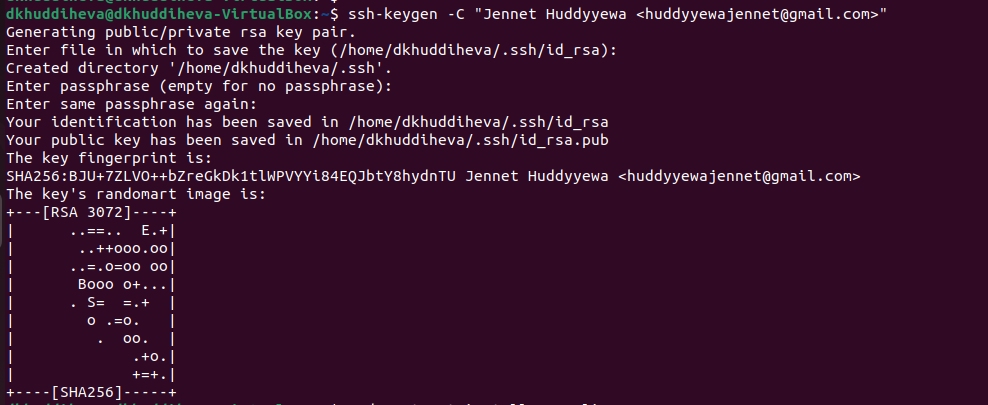 dkhuddiheva@dkhuddiheva-VirtualBox:~$ ssh-keygen -C "Jennet Huddyyewa <huddyyewajennet@gmail.com>"
Generating public/private rsa key pair.
Enter file in which to save the key (/home/dkhuddiheva/.ssh/id_rsa):
Created directory '/home/dkhuddiheva/.ssh'.
Enter passphrase (empty for no passphrase):
Enter same passphrase again:
Your identification has been saved in /home/dkhuddiheva/.ssh/id_rsa
Your public key has been saved in /home/dkhuddiheva/.ssh/id_rsa.pub
The key fingerprint is:
SHA256:BJU+7ZLVO++bZreGkDk1tlWPVYYi84EQJbtY8hydnTU Jennet Huddyyewa <huddyyewajennet@gmail.com>
The key's randomart image is:
+---[RSA 3072]----+
|      ..==..  E.+|
|       ..++ooo.oo|
|      ..=.o=oo oo|
|       Booo o+...|
|      . S=  =.+  |
|        o .=o.   |
|         .  oo.  |
|             .+o.|
|             +=+.|
+----[SHA256]-----+